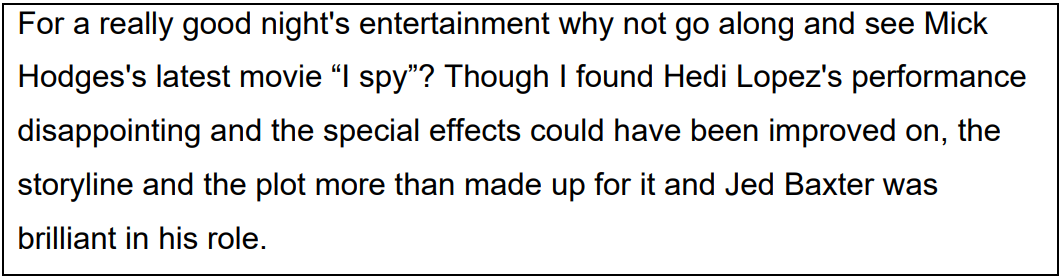 For a really good night's entertainment why not go along and see Mick
Hodges's latest movie “I spy”? Though I found Hedi Lopez's performance
disappointing and the special effects could have been improved on, the
storyline and the plot more than made up for it and Jed Baxter was
brilliant in his role.